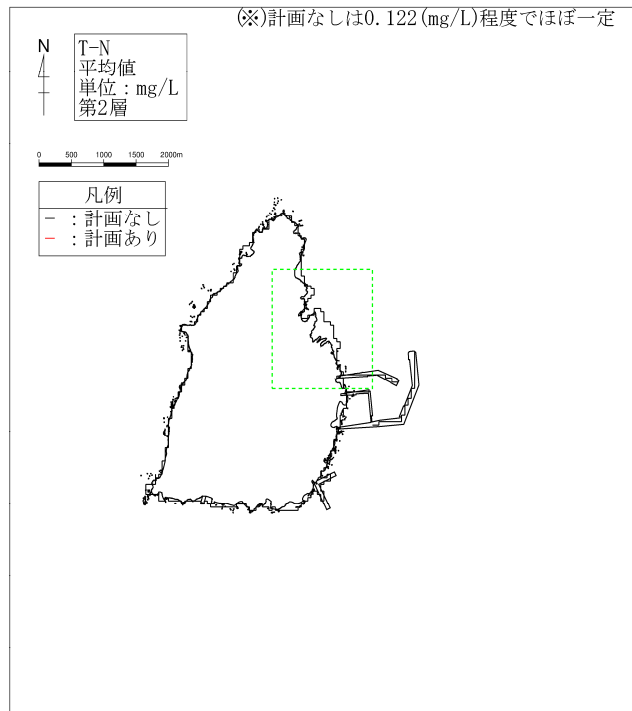 (※)計画なしは0.122(mg/L)程度でほぼ一定
N
T-N
平均値
単位：mg/L
第2層
0 500 1000 1500 2000m
凡例
－ ：計画なし
－ ：計画あり